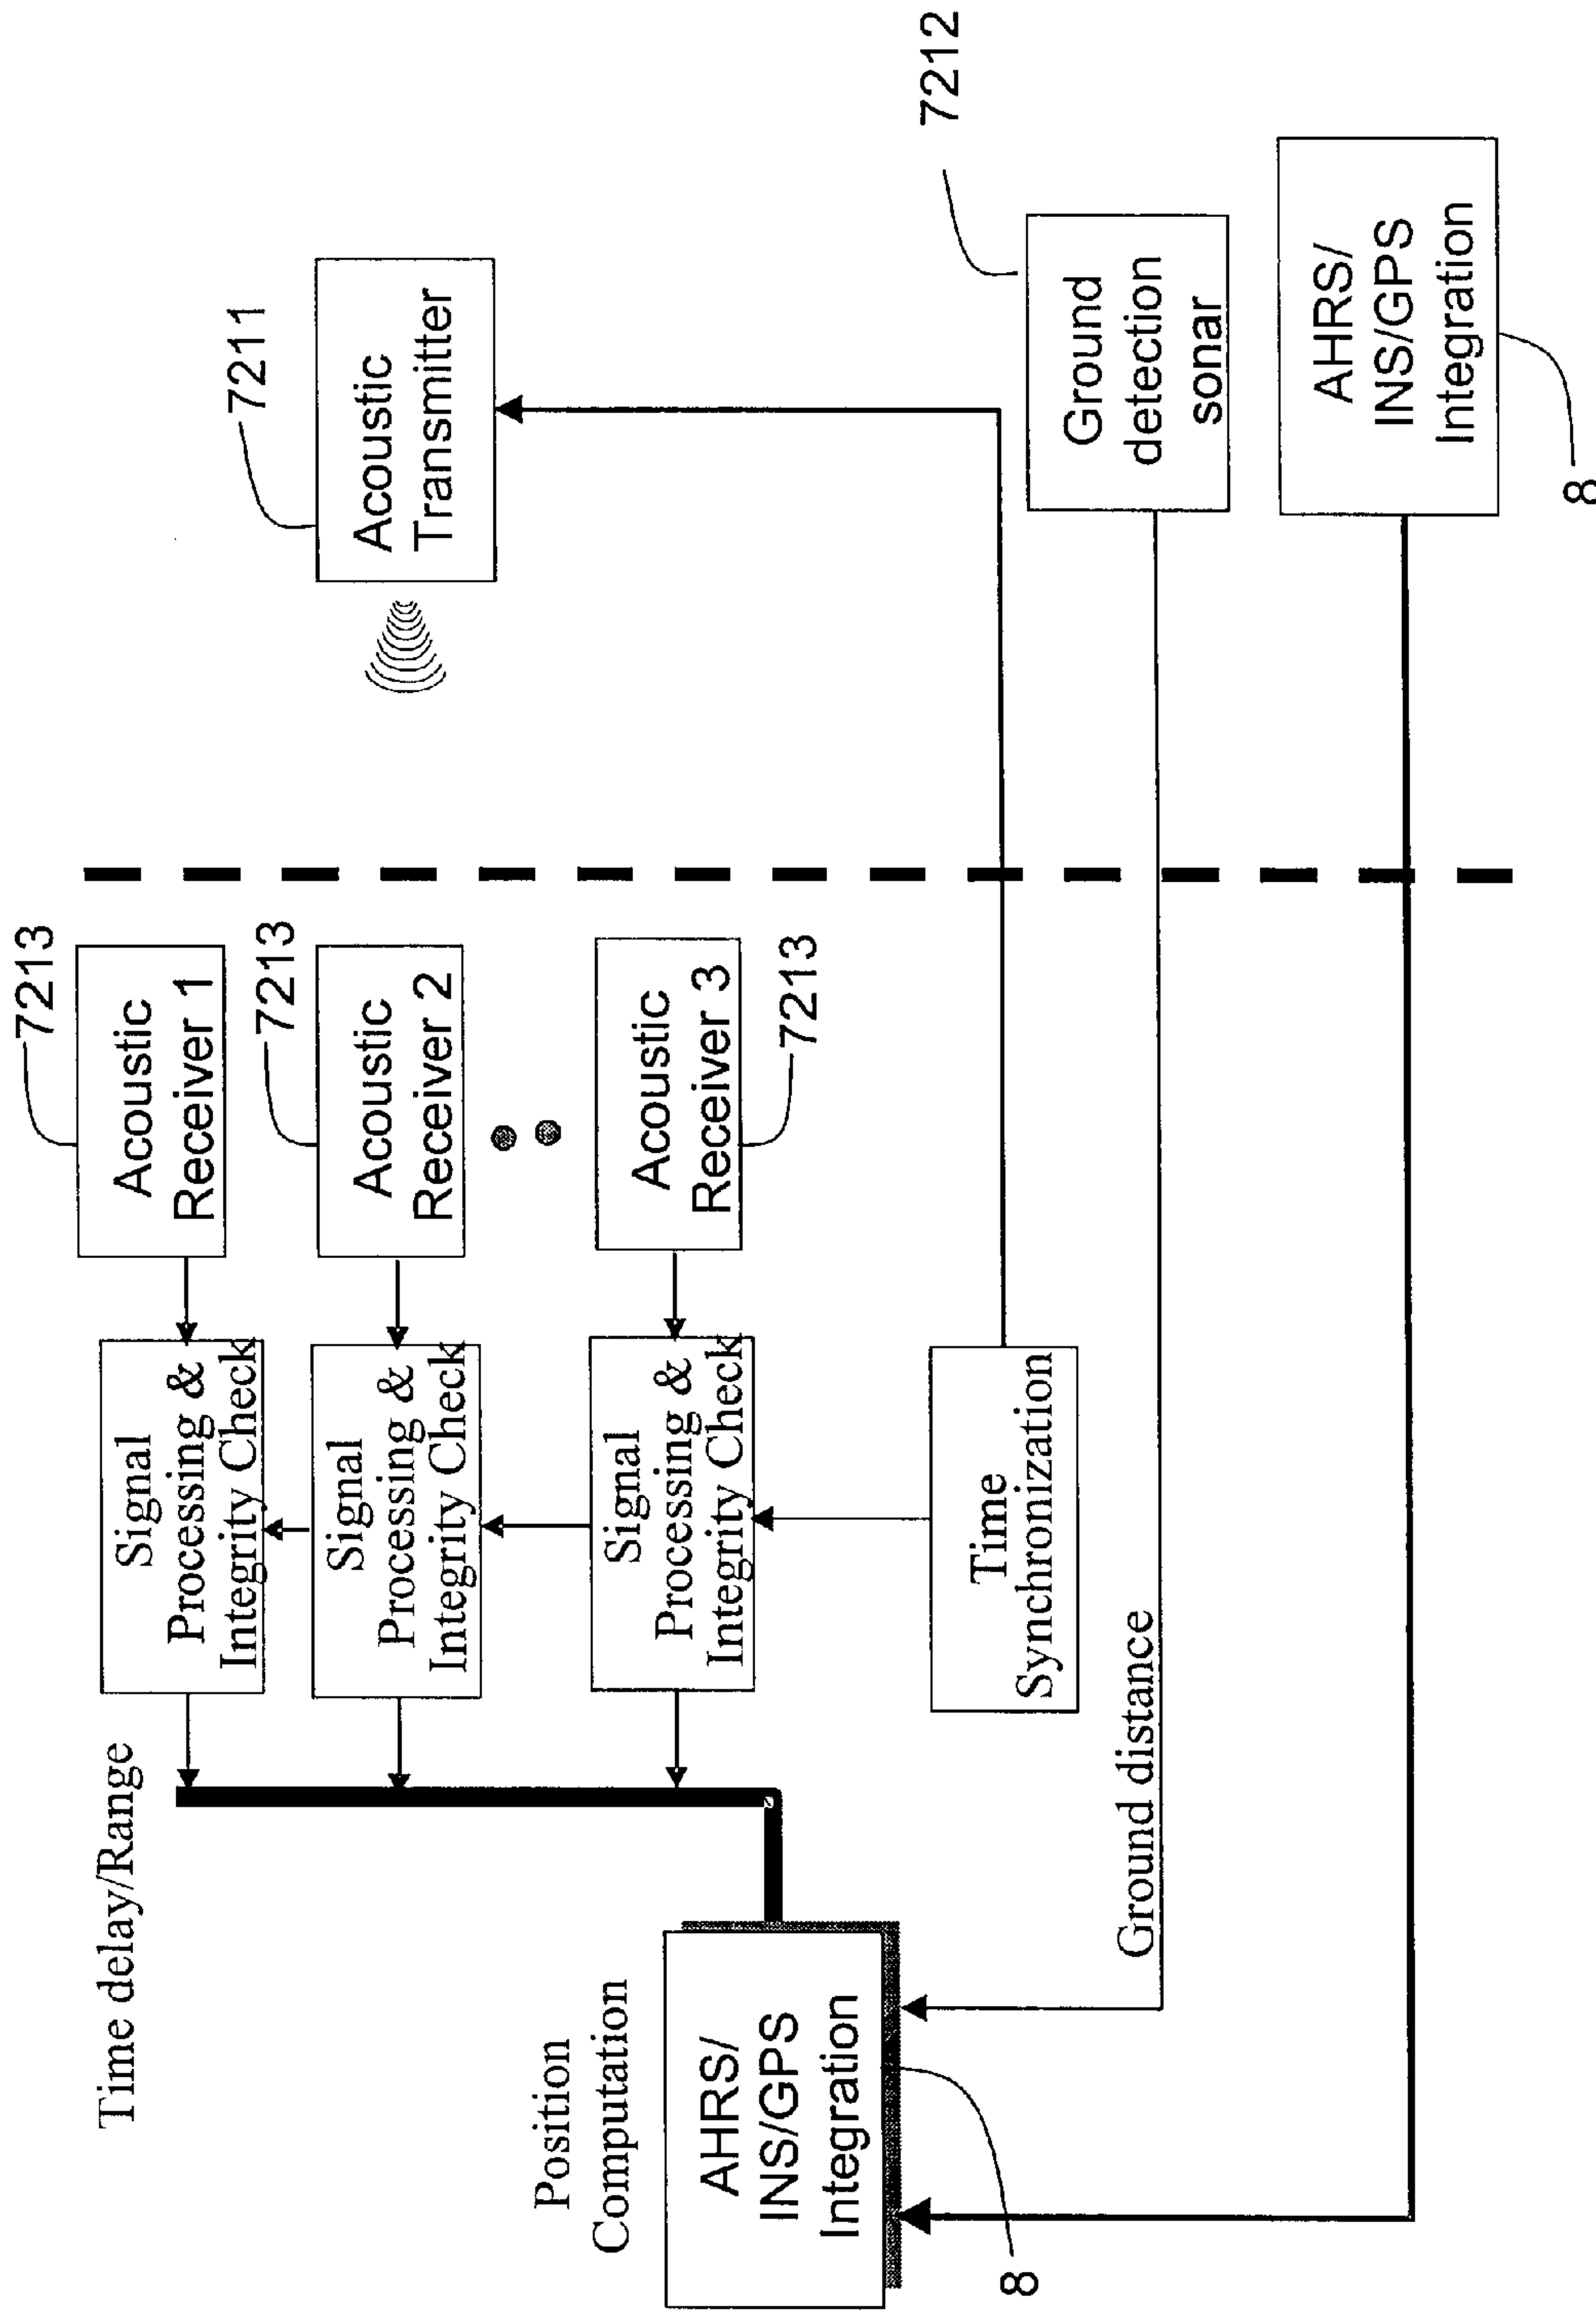 Time delay/Range
Signal
Processing &
Integrity Check
Acoustic
Receiver 1
7213
Signal
Processing &
Integrity Check
Acoustic
Receiver 2
7213
Signal
Processing &
Integrity Check
Acoustic
Receiver 3
7213
Acoustic
Transmitter
7211
Position
Computation
AHRS/
INS/GPS
Integration
8
Time
Synchronization
Ground distance
Ground
detection
sonar
7212
AHRS/
INS/GPS
Integration
8